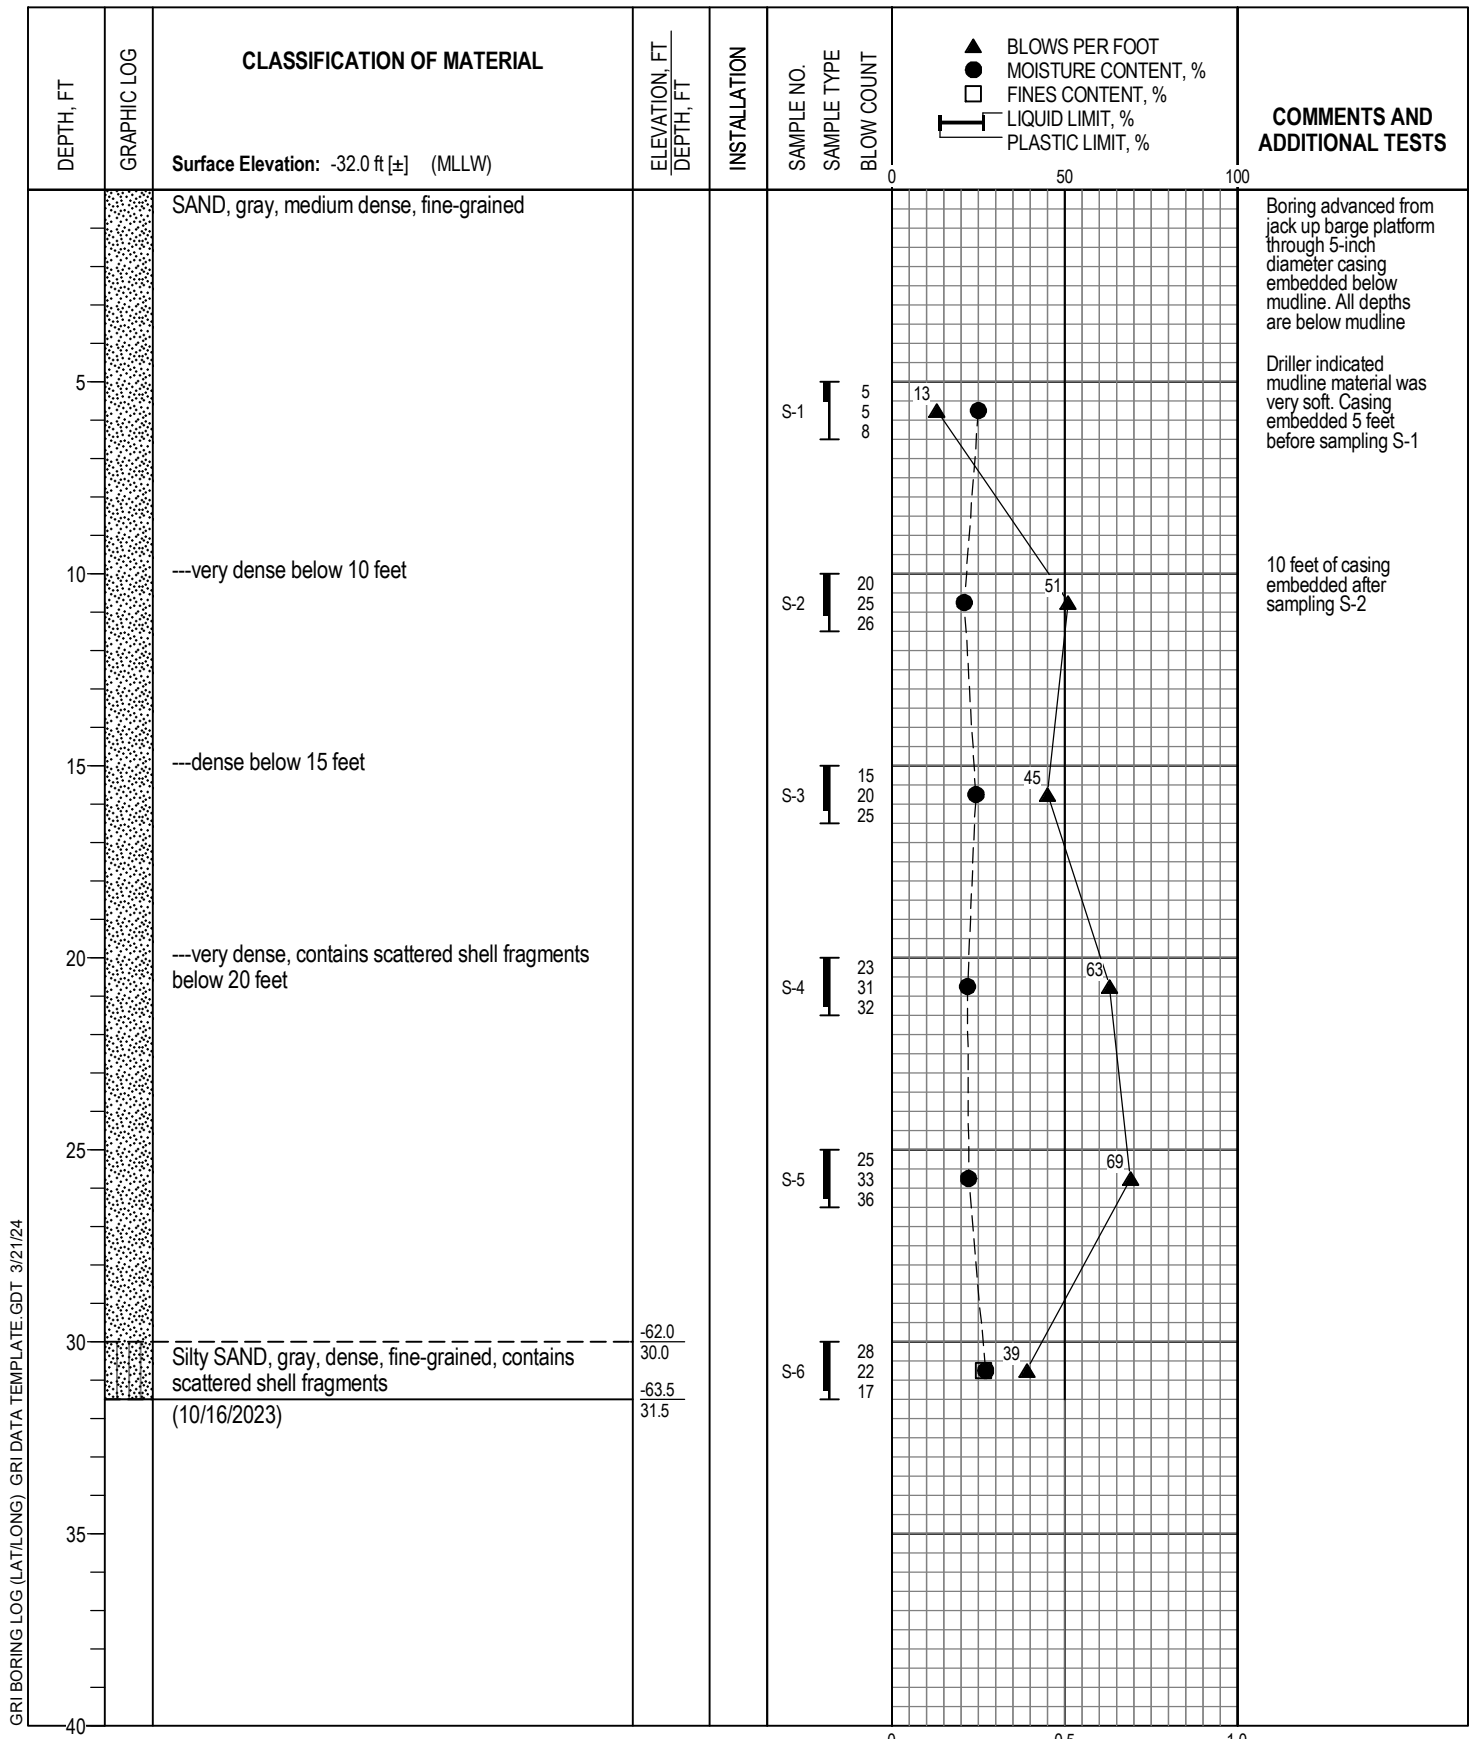 DEPTH, FT
GRAPHIC LOG
CLASSIFICATION OF MATERIAL
Surface Elevation: -32.0 ft [±] (MLLW)
ELEVATION, FT
DEPTH, FT
INSTALLATION
SAMPLE NO.
SAMPLE TYPE
BLOW COUNT
BLOWS PER FOOT
MOISTURE CONTENT, %
FINES CONTENT, %
LIQUID LIMIT, %
PLASTIC LIMIT, %
0 50 100
COMMENTS AND
ADDITIONAL TESTS
SAND, gray, medium dense, fine-grained
Boring advanced from
jack up barge platform
through 5-inch
diameter casing
embedded below
mudline. All depths
are below mudline
Driller indicated
mudline material was
very soft. Casing
embedded 5 feet
before sampling S-1
5
S-1
5
5
8
13
10
---very dense below 10 feet
S-2
20
25
26
51
10 feet of casing
embedded after
sampling S-2
15
---dense below 15 feet
S-3
15
20
25
45
20
---very dense, contains scattered shell fragments
below 20 feet
S-4
23
31
32
63
25
S-5
25
33
36
69
30
-62.0
30.0
Silty SAND, gray, dense, fine-grained, contains
scattered shell fragments
-63.5
31.5
S-6
28
22
17
39
(10/16/2023)
35
40
0 0.5 1.0
GRI BORING LOG (LAT/LONG) GRI DATA TEMPLATE.GDT 3/21/24